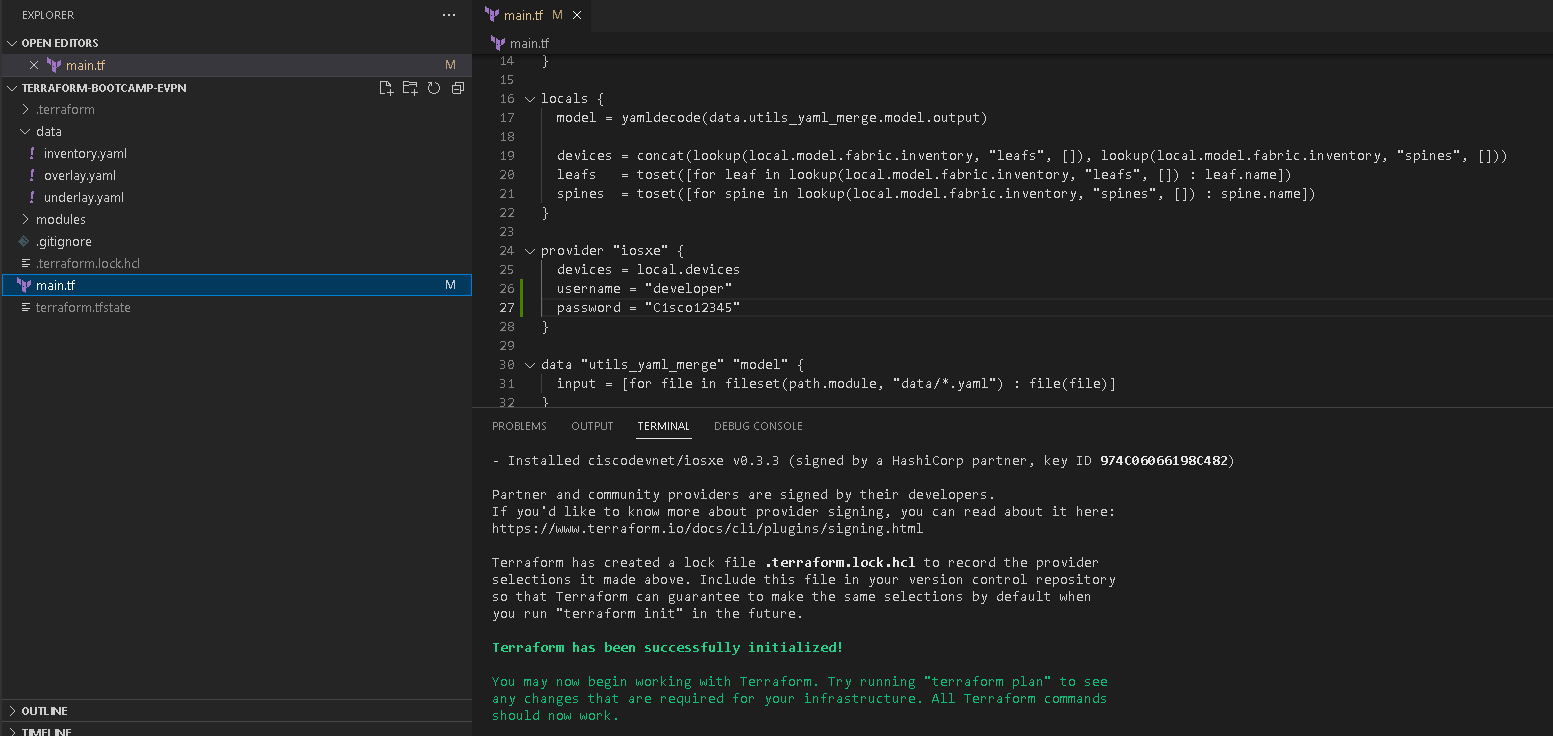 EXPLORER
OPEN EDITORS
main.tf M
TERRAFORM-BOOTCAMP-EVPN
.terraform
data
! inventory.yaml
! overlay.yaml
! underlay.yaml
modules
.gitignore
.terraform.lock.hcl
main.tf M
terraform.tfstate
OUTLINE
TIMELINE
main.tf M
main.tf
14 }
15
16 locals {
17 model = yamldecode(data.utils_yaml_merge.model.output)
18
19 devices = concat(lookup(local.model.fabric.inventory, "leafs", []), lookup(local.model.fabric.inventory, "spines", []))
20 leafs = toset([for leaf in lookup(local.model.fabric.inventory, "leafs", []) : leaf.name])
21 spines = toset([for spine in lookup(local.model.fabric.inventory, "spines", []) : spine.name])
22 }
23
24 provider "iosxe" {
25 devices = local.devices
26 username = "developer"
27 password = "C1sco12345"
28 }
29
30 data "utils_yaml_merge" "model" {
31 input = [for file in fileset(path.module, "data/*.yaml") : file(file)]
32 }
PROBLEMS OUTPUT TERMINAL DEBUG CONSOLE
- Installed ciscodevnet/iosxe v0.3.3 (signed by a HashiCorp partner, key ID 974C06066198C482)
Partner and community providers are signed by their developers.
If you'd like to know more about provider signing, you can read about it here:
https://www.terraform.io/docs/cli/plugins/signing.html
Terraform has created a lock file .terraform.lock.hcl to record the provider
selections it made above. Include this file in your version control repository
so that Terraform can guarantee to make the same selections by default when
you run "terraform init" in the future.
Terraform has been successfully initialized!
You may now begin working with Terraform. Try running "terraform plan" to see
any changes that are required for your infrastructure. All Terraform commands
should now work.